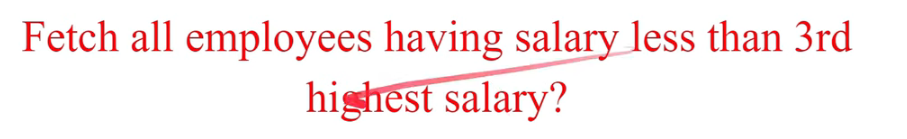 Fetch all employees having salary less than 3rd
highest salary?